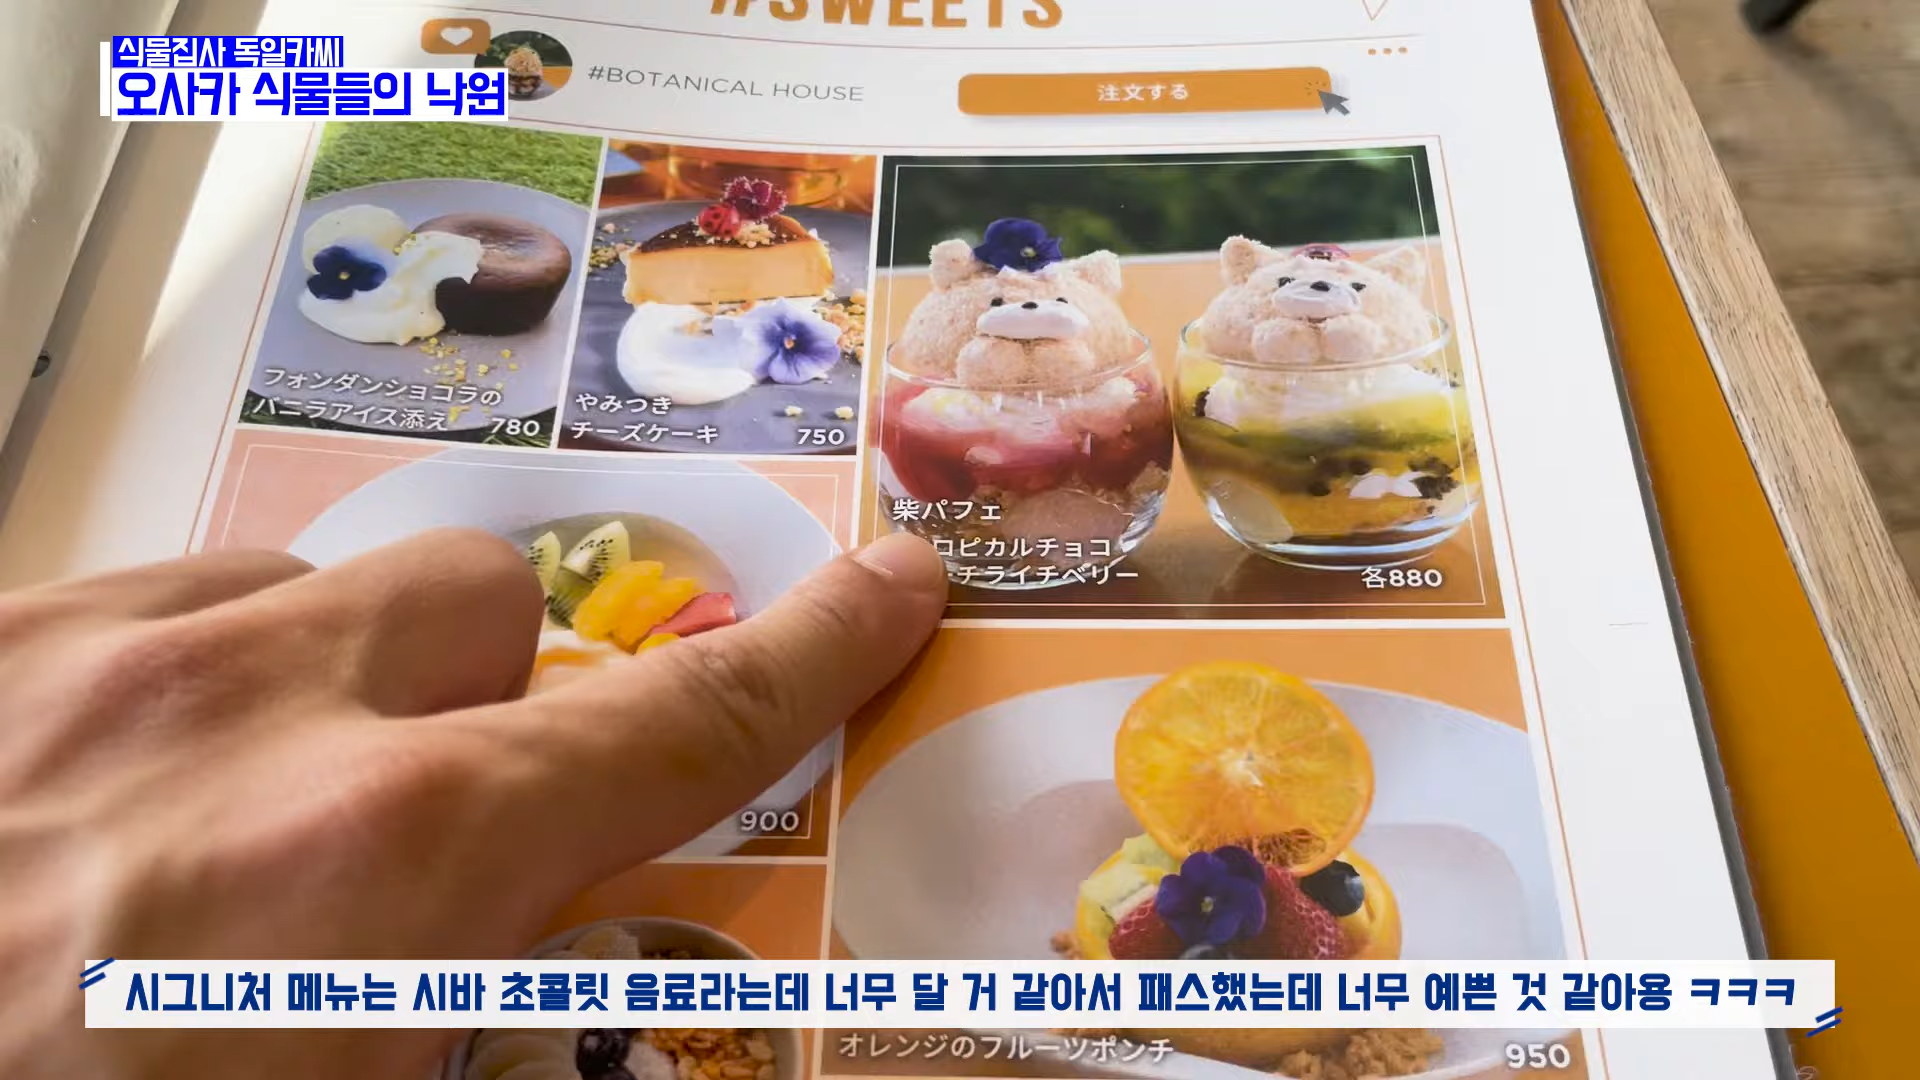 식물집사 독일카씨
오사카 식물들의 낙원
#SWEETS
#BOTANICAL HOUSE
注文する
フォンダンショコラの
バニラアイス添え 780
やみつき
チーズケーキ 750
柴パフェ
ロピカルチョコ
チライチベリー
各880
900
시그니처 메뉴는 시바 초콜릿 음료라는데 너무 달 거 같아서 패스했는데 너무 예쁜 것 같아용 ㅋㅋㅋ
オレンジのフルーツポンチ 950